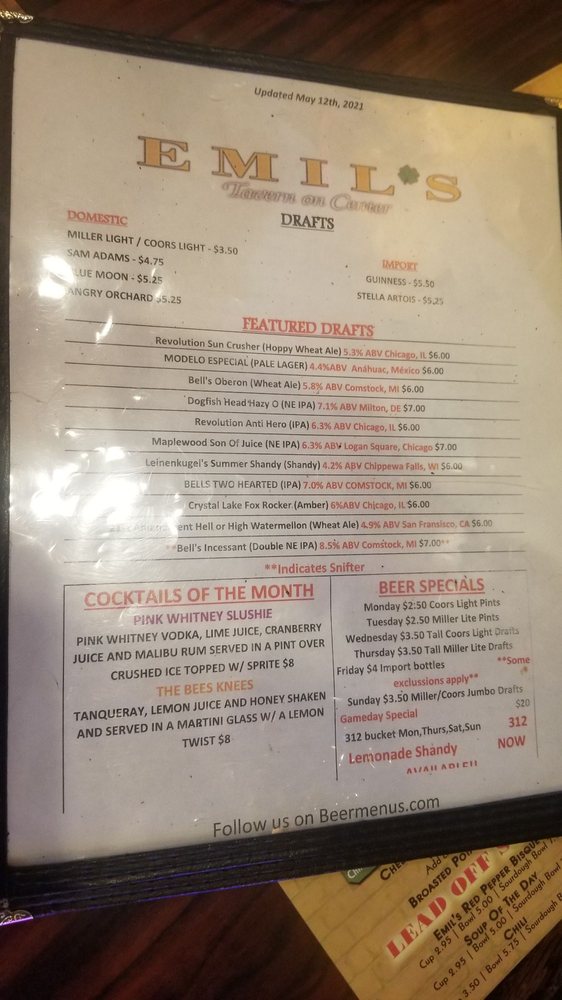 Updated May 12th, 2021
EMIL'S
Tavern on Center
DRAFTS
DOMESTIC
MILLER LIGHT / COORS LIGHT - $3.50
SAM ADAMS - $4.75
BLUE MOON - $5.25
ANGRY ORCHARD $5.25
IMPORT
GUINNESS - $5.50
STELLA ARTOIS - $5.25
FEATURED DRAFTS
Revolution Sun Crusher (Hoppy Wheat Ale) 5.3% ABV Chicago, IL $6.00
MODELO ESPECIAL (PALE LAGER) 4.4%ABV Anáhuac, México $6.00
Bell's Oberon (Wheat Ale) 5.8% ABV Comstock, MI $6.00
Dogfish Head Hazy O (NE IPA) 7.1% ABV Milton, DE $7.00
Revolution Anti Hero (IPA) 6.3% ABV Chicago, IL $6.00
Maplewood Son Of Juice (NE IPA) 6.3% ABV Logan Square, Chicago $7.00
Leinenkugel's Summer Shandy (Shandy) 4.2% ABV Chippewa Falls, WI $6.00
BELLS TWO HEARTED (IPA) 7.0% ABV COMSTOCK, MI $6.00
Crystal Lake Fox Rocker (Amber) 6%ABV Chicago, IL $6.00
Hell or High Watermellon (Wheat Ale) 4.9% ABV San Fransisco, CA $6.00
**Bell's Incessant (Double NE IPA) 8.5% ABV Comstock, MI $7.00**
**Indicates Snifter
COCKTAILS OF THE MONTH
PINK WHITNEY SLUSHIE
PINK WHITNEY VODKA, LIME JUICE, CRANBERRY
JUICE AND MALIBU RUM SERVED IN A PINT OVER
CRUSHED ICE TOPPED W/ SPRITE $8
THE BEES KNEES
TANQUERAY, LEMON JUICE AND HONEY SHAKEN
AND SERVED IN A MARTINI GLASS W/ A LEMON
TWIST $8
BEER SPECIALS
Monday $2:50 Coors Light Pints
Tuesday $2.50 Miller Lite Pints
Wednesday $3.50 Tall Coors Light Drafts
Thursday $3.50 Tall Miller Lite Drafts
Friday $4 Import bottles **Some
exclussions apply**
Sunday $3.50 Miller/Coors Jumbo Drafts
Gameday Special $20
312 bucket Mon,Thurs,Sat,Sun 312
Lemonade Shandy NOW
AVAILABLE!!
Follow us on Beermenus.com
LEAD OFF
EMIL'S RED PEPPER BISQUE
Cup 2.95 | Bowl 5.00 | Sourdough Bowl
SOUP OF THE DAY
Cup 2.95 | Bowl 5.00 | Sourdough Bowl
CHILI
3.50 | Bowl 5.75 | Sourdough